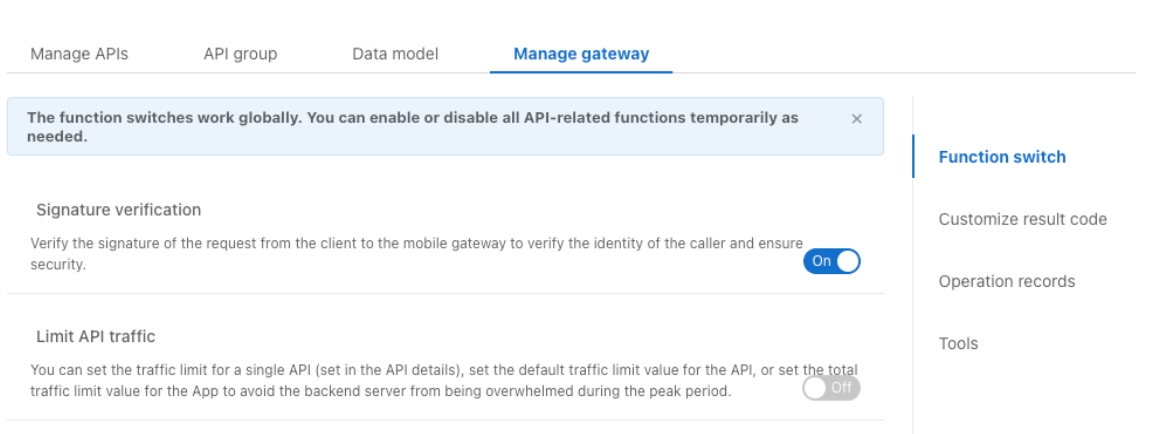 Manage APIs API group Data model Manage gateway
The function switches work globally. You can enable or disable all API-related functions temporarily as
needed.
Signature verification
Verify the signature of the request from the client to the mobile gateway to verify the identity of the caller and ensure
security.
On
Limit API traffic
You can set the traffic limit for a single API (set in the API details), set the default traffic limit value for the API, or set the total
traffic limit value for the App to avoid the backend server from being overwhelmed during the peak period.
Off
Function switch
Customize result code
Operation records
Tools